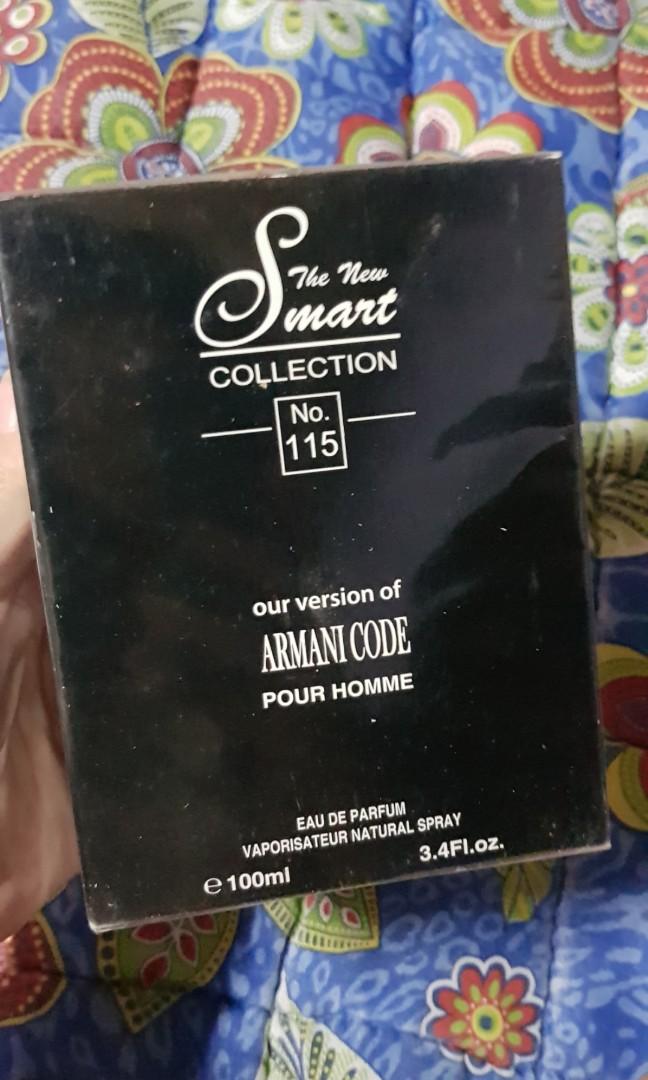 The New
Smart
COLLECTION
No.
115
our version of
ARMANI CODE
POUR HOMME
EAU DE PARFUM
VAPORISATEUR NATURAL SPRAY
e 100ml 3.4Fl.oz.